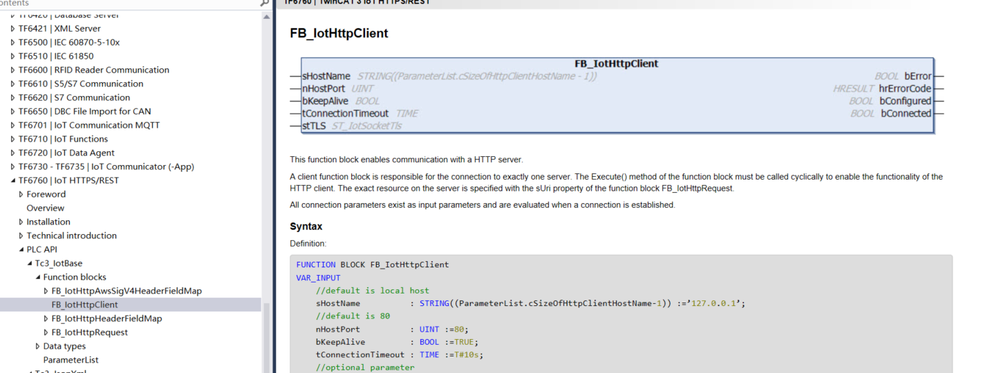 ontents
TF6420 | Database Server
TF6421 | XML Server
TF6500 | IEC 60870-5-10x
TF6510 | IEC 61850
TF6600 | RFID Reader Communication
TF6610 | S5/S7 Communication
TF6620 | S7 Communication
TF6650 | DBC File Import for CAN
TF6701 | IoT Communication MQTT
TF6710 | IoT Functions
TF6720 | IoT Data Agent
TF6730 - TF6735 | IoT Communicator (-App)
TF6760 | IoT HTTPS/REST
Foreword
Overview
Installation
Technical introduction
PLC API
Tc3_IotBase
Function blocks
FB_IotHttpAwsSigV4HeaderFieldMap
FB_IotHttpClient
FB_IotHttpHeaderFieldMap
FB_IotHttpRequest
Data types
ParameterList
Tc3_JsonXml
TF6760 | TwinCAT 3 IoT HTTPS/REST
FB_IotHttpClient
FB_IotHttpClient
sHostName STRING((ParameterList.cSizeOfHttpClientHostName - 1)) BOOL bError
nHostPort UINT HRESULT hrErrorCode
bKeepAlive BOOL BOOL bConfigured
tConnectionTimeout TIME BOOL bConnected
stTLS ST_IotSocketTls
This function block enables communication with a HTTP server.
A client function block is responsible for the connection to exactly one server. The Execute() method of the function block must be called cyclically to enable the functionality of the
HTTP client. The exact resource on the server is specified with the sUri property of the function block FB_IotHttpRequest.
All connection parameters exist as input parameters and are evaluated when a connection is established.
Syntax
Definition:
FUNCTION BLOCK FB_IotHttpClient
VAR_INPUT
//default is local host
sHostName : STRING((ParameterList.cSizeOfHttpClientHostName-1)) :=’127.0.0.1’;
//default is 80
nHostPort : UINT :=80;
bKeepAlive : BOOL :=TRUE;
tConnectionTimeout : TIME :=T#10s;
//optional parameter